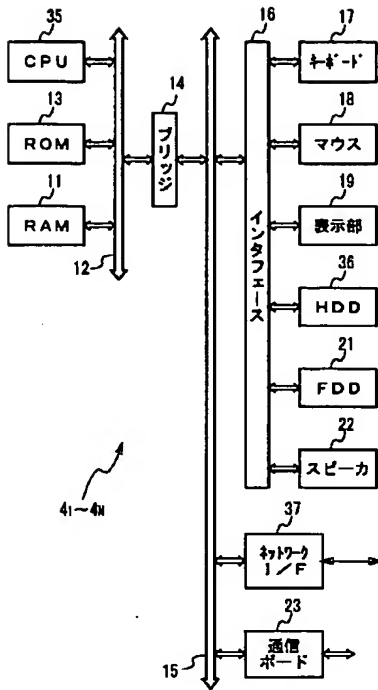 35
CPU
13
ROM
11
RAM
12
14
ブリッジ
16
インタフェース
17
キーボード
18
マウス
19
表示部
36
HDD
21
FDD
22
スピーカ
37
ネットワーク
I/F
23
通信
ボード
15
4₁~4ₙ